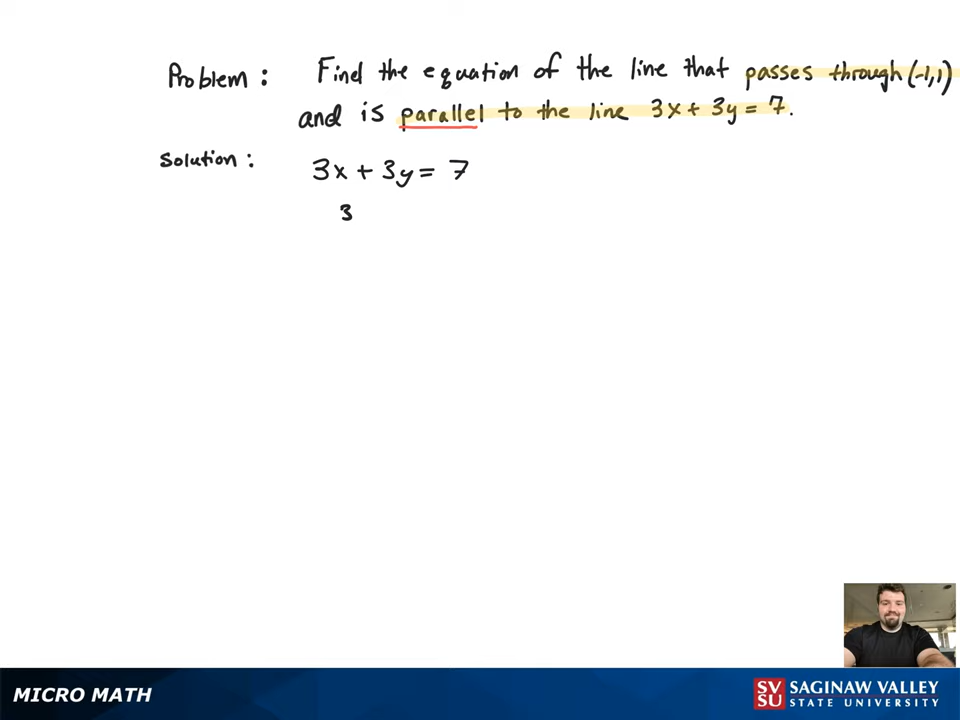 Problem: Find the equation of the line that passes through (-1,1)
and is parallel to the line 3x + 3y = 7.
Solution: 3x + 3y = 7
3
MICRO MATH
SV SU SAGINAW VALLEY
STATE UNIVERSITY